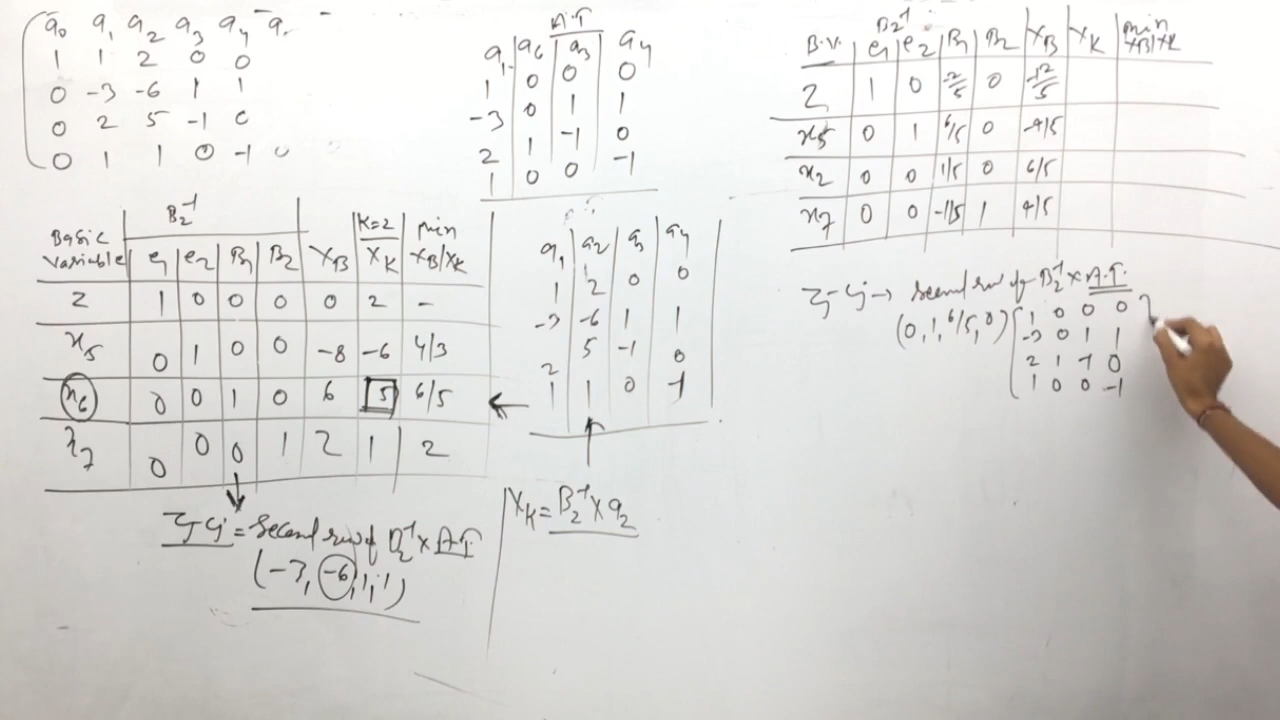 a0 a1 a2 a3 a4 a
1 1 2 0 0
0 -3 -6 1 1
0 2 5 -1 0
0 1 1 0 -1 0
A.T
a1 a6 a3 a4
1 0 0 0
-3 0 1 1
2 1 -1 0
1 0 0 -1
Basic variable B2^-1 K=2 min
e1 e2 B1 B2 XB XK XB/XK
Z 1 0 0 0 0 2 -
x5 0 1 0 0 -8 -6 4/3
x6 0 0 1 0 6 5 6/5
x7 0 0 0 1 2 1 2
Zj-Cj = Second row of B2^-1 × A.T
(-3, -6, 1, 1)
a1 a2 a3 a4
1 2 0 0
-3 -6 1 1
2 5 -1 0
1 1 0 -1
XK = B2^-1 × a2
B2^-1
B.V. e1 e2 B1 B2 XB XK min XB/XK
Z 1 0 -2/5 0 -12/5
x5 0 1 6/5 0 -4/5
x2 0 0 1/5 0 6/5
x7 0 0 -1/5 1 4/5
Zj-Cj → Second row of B2^-1 × A.T.
(0, 1, 6/5, 0) [1 0 0 0
-3 0 1 1
2 1 -1 0
1 0 0 -1